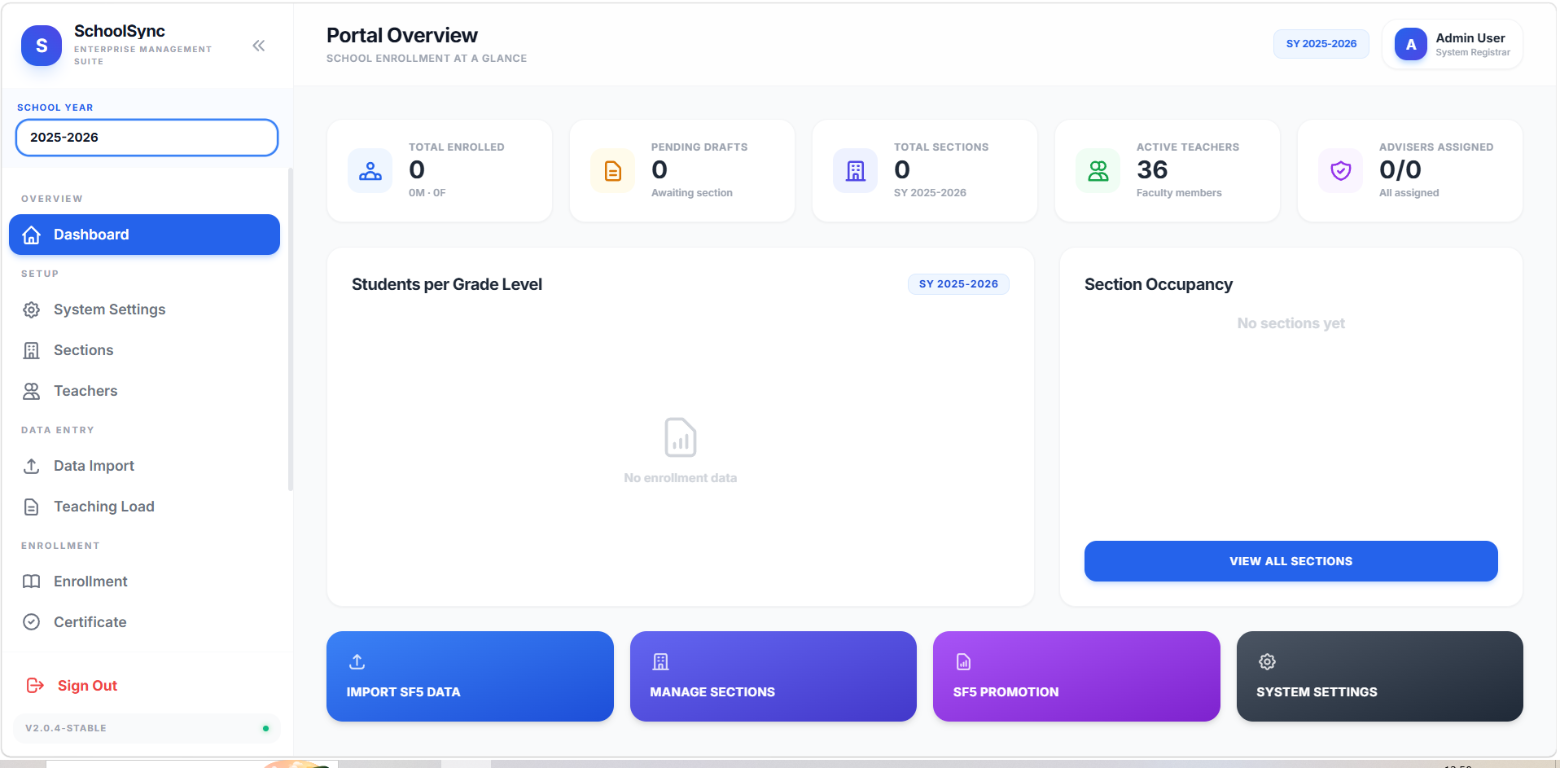 S
SchoolSync
ENTERPRISE MANAGEMENT
SUITE
SCHOOL YEAR
2025-2026
OVERVIEW
Dashboard
SETUP
System Settings
Sections
Teachers
DATA ENTRY
Data Import
Teaching Load
ENROLLMENT
Enrollment
Certificate
Sign Out
V2.0.4-STABLE
Portal Overview
SCHOOL ENROLLMENT AT A GLANCE
SY 2025-2026
A
Admin User
System Registrar
TOTAL ENROLLED
0
0M · 0F
PENDING DRAFTS
0
Awaiting section
TOTAL SECTIONS
0
SY 2025-2026
ACTIVE TEACHERS
36
Faculty members
ADVISERS ASSIGNED
0/0
All assigned
Students per Grade Level
SY 2025-2026
No enrollment data
Section Occupancy
No sections yet
VIEW ALL SECTIONS
IMPORT SF5 DATA
MANAGE SECTIONS
SF5 PROMOTION
SYSTEM SETTINGS